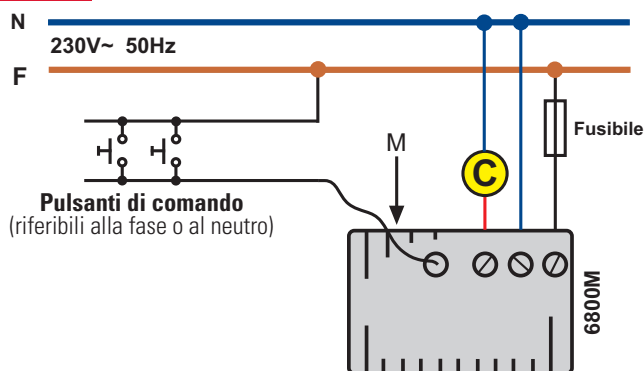 N
230V~ 50Hz
F
Fusibile
M
C
Pulsanti di comando
(riferibili alla fase o al neutro)
6800M